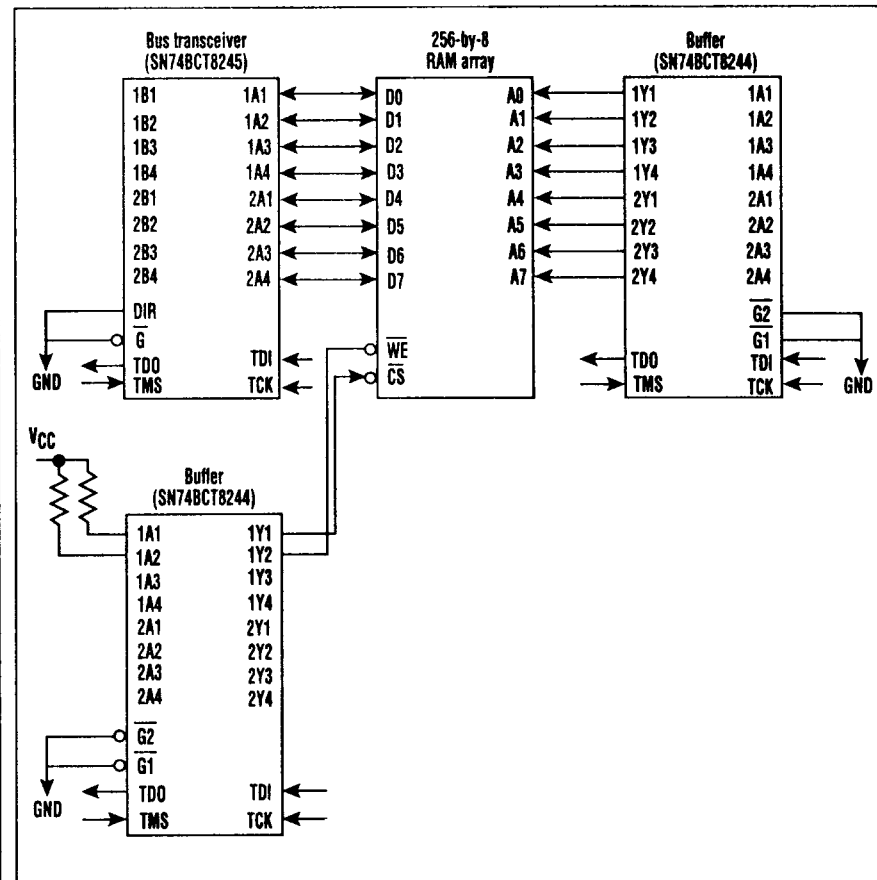 Bus transceiver
(SN74BCT8245)
1B1 1A1
1B2 1A2
1B3 1A3
1B4 1A4
2B1 2A1
2B2 2A2
2B3 2A3
2B4 2A4
DIR
G
TDO TDI
TMS TCK
GND
256-by-8
RAM array
D0 A0
D1 A1
D2 A2
D3 A3
D4 A4
D5 A5
D6 A6
D7 A7
WE
CS
Buffer
(SN74BCT8244)
1Y1 1A1
1Y2 1A2
1Y3 1A3
1Y4 1A4
2Y1 2A1
2Y2 2A2
2Y3 2A3
2Y4 2A4
G2
G1
TDO TDI
TMS TCK
GND
VCC
Buffer
(SN74BCT8244)
1A1 1Y1
1A2 1Y2
1A3 1Y3
1A4 1Y4
2A1 2Y1
2A2 2Y2
2A3 2Y3
2A4 2Y4
G2
G1
TDO TDI
TMS TCK
GND